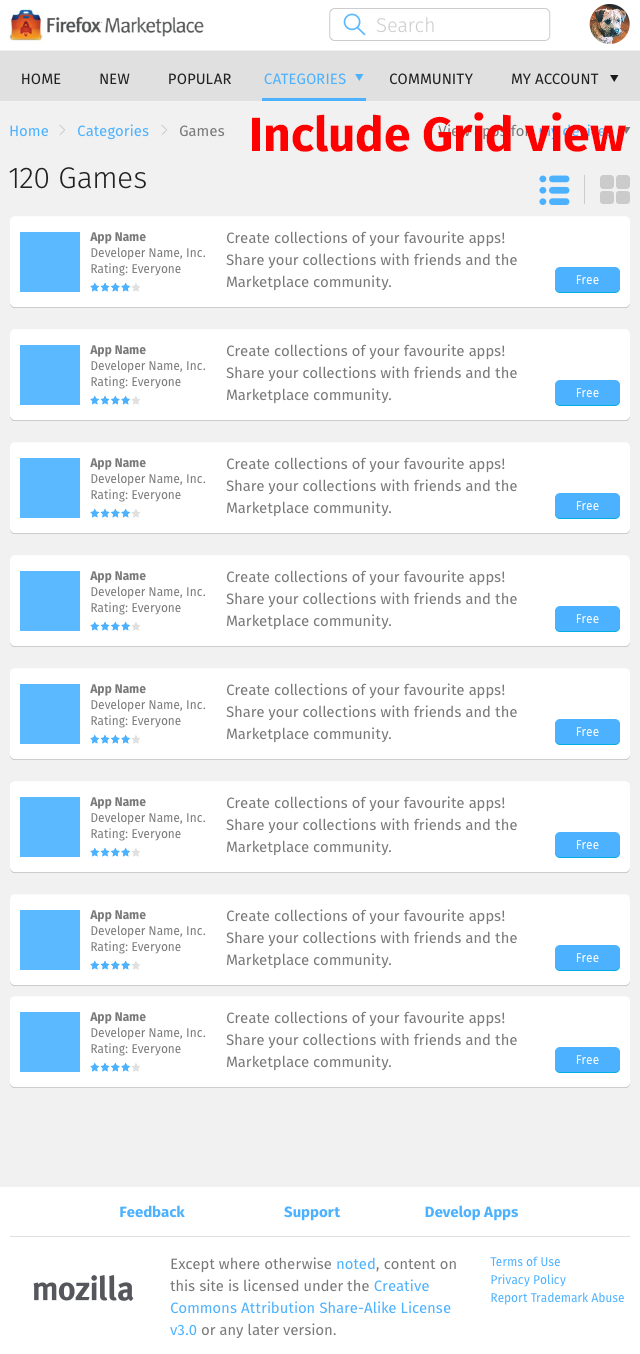 Firefox Marketplace
Search
HOME NEW POPULAR CATEGORIES COMMUNITY MY ACCOUNT
Home Categories Games
Include Grid view
120 Games
App Name
Developer Name, Inc.
Rating: Everyone
Create collections of your favourite apps!
Share your collections with friends and the
Marketplace community.
Free
App Name
Developer Name, Inc.
Rating: Everyone
Create collections of your favourite apps!
Share your collections with friends and the
Marketplace community.
Free
App Name
Developer Name, Inc.
Rating: Everyone
Create collections of your favourite apps!
Share your collections with friends and the
Marketplace community.
Free
App Name
Developer Name, Inc.
Rating: Everyone
Create collections of your favourite apps!
Share your collections with friends and the
Marketplace community.
Free
App Name
Developer Name, Inc.
Rating: Everyone
Create collections of your favourite apps!
Share your collections with friends and the
Marketplace community.
Free
App Name
Developer Name, Inc.
Rating: Everyone
Create collections of your favourite apps!
Share your collections with friends and the
Marketplace community.
Free
App Name
Developer Name, Inc.
Rating: Everyone
Create collections of your favourite apps!
Share your collections with friends and the
Marketplace community.
Free
App Name
Developer Name, Inc.
Rating: Everyone
Create collections of your favourite apps!
Share your collections with friends and the
Marketplace community.
Free
Feedback Support Develop Apps
mozilla
Except where otherwise noted, content on
this site is licensed under the Creative
Commons Attribution Share-Alike License
v3.0 or any later version.
Terms of Use
Privacy Policy
Report Trademark Abuse